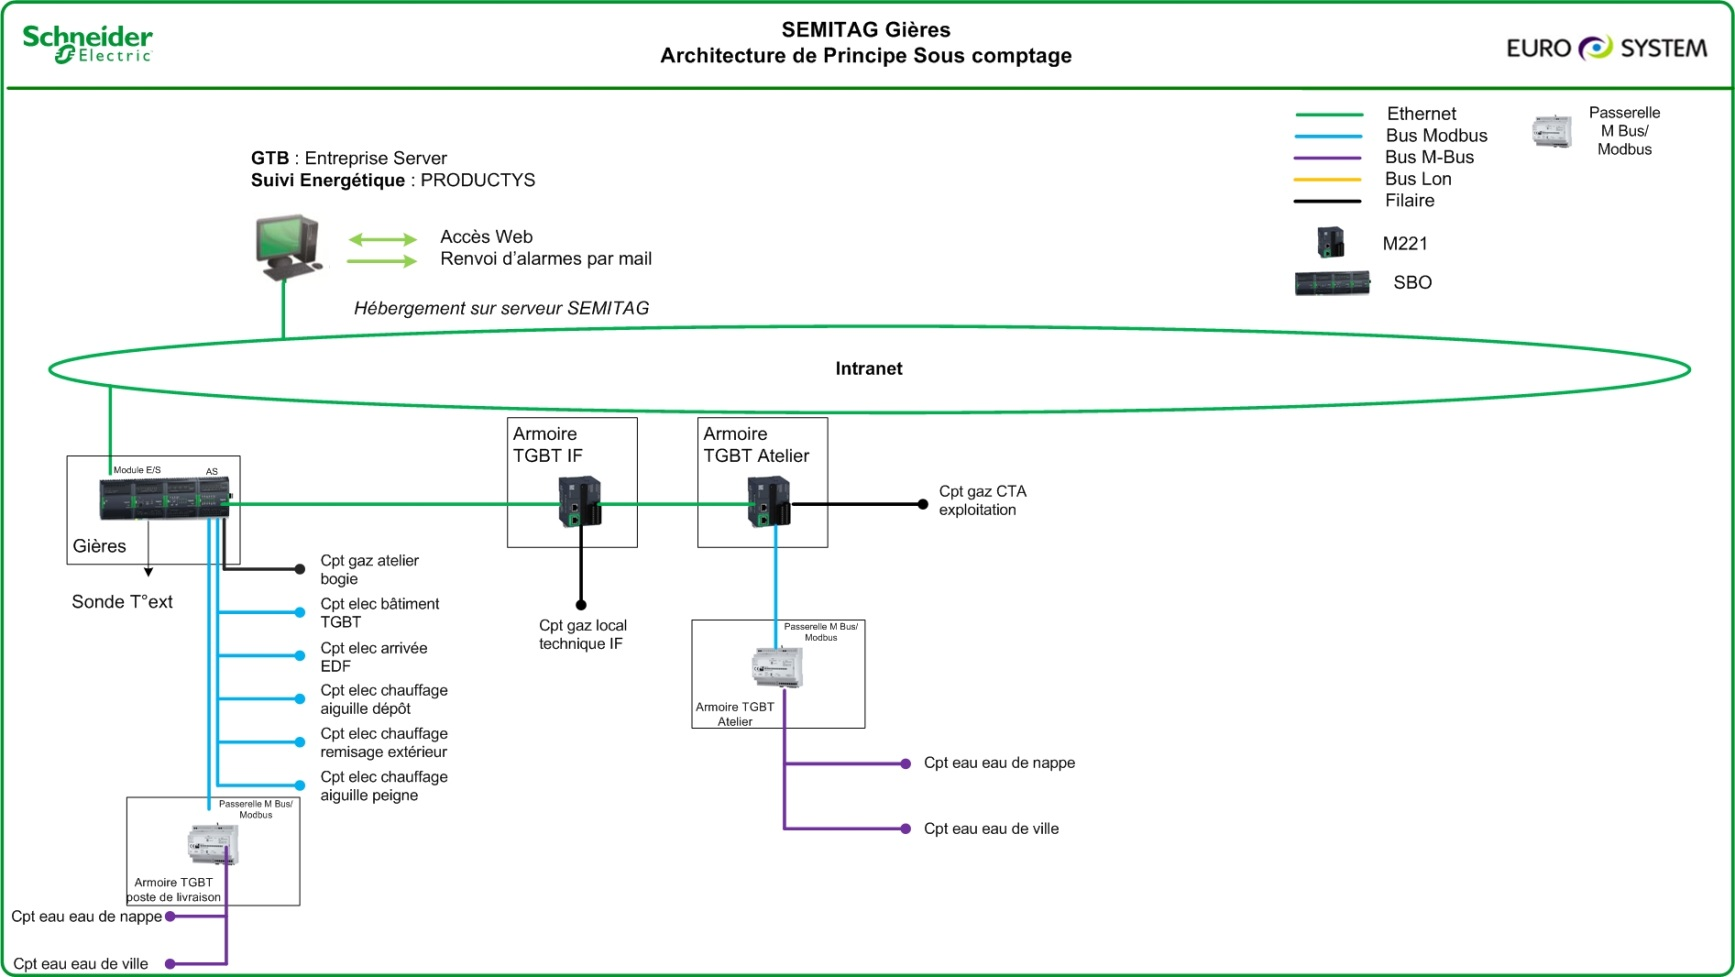 Schneider
Electric
SEMITAG Gières
Architecture de Principe Sous comptage
EURO SYSTEM
Ethernet
Bus Modbus
Bus M-Bus
Bus Lon
Filaire
M221
SBO
Passerelle
M Bus/
Modbus
GTB : Entreprise Server
Suivi Energétique : PRODUCTYS
Accès Web
Renvoi d'alarmes par mail
Hébergement sur serveur SEMITAG
Intranet
Module E/S
AS
Gières
Sonde T°ext
Armoire
TGBT IF
Armoire
TGBT Atelier
Cpt gaz CTA
exploitation
Cpt gaz atelier
bogie
Cpt elec bâtiment
TGBT
Cpt elec arrivée
EDF
Cpt elec chauffage
aiguille dépôt
Cpt elec chauffage
remisage extérieur
Cpt elec chauffage
aiguille peigne
Cpt gaz local
technique IF
Passerelle M Bus/
Modbus
Armoire TGBT
Atelier
Cpt eau eau de nappe
Cpt eau eau de ville
Passerelle M Bus/
Modbus
Armoire TGBT
poste de livraison
Cpt eau eau de nappe
Cpt eau eau de ville